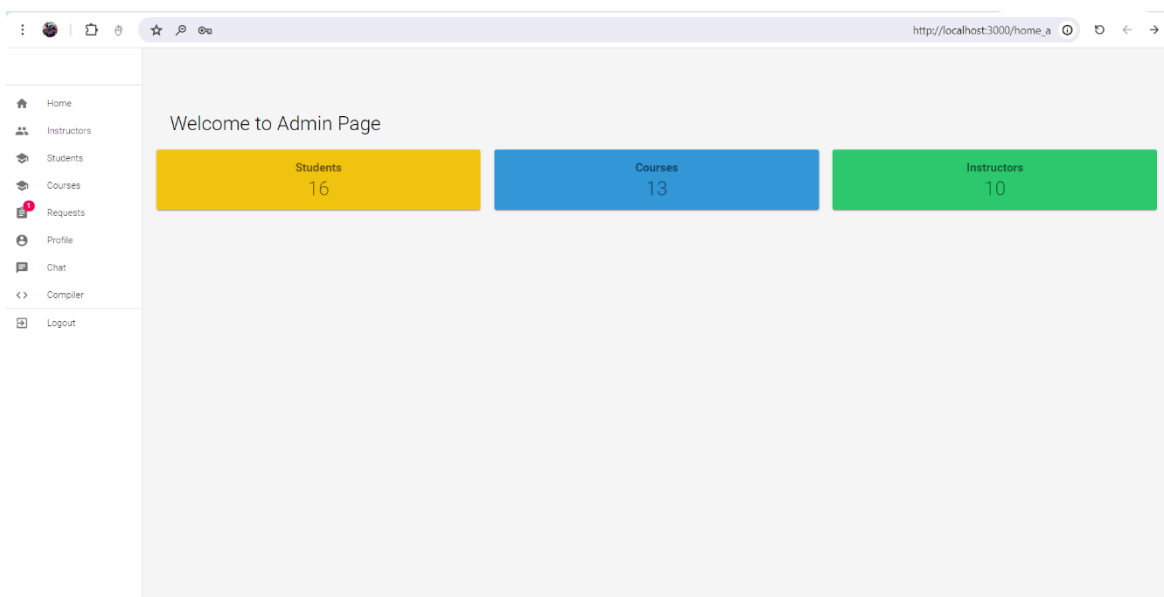 http://localhost:3000/home_a
Home
Instructors
Students
Courses
1
Requests
Profile
Chat
Compiler
Logout
Welcome to Admin Page
Students
16
Courses
13
Instructors
10